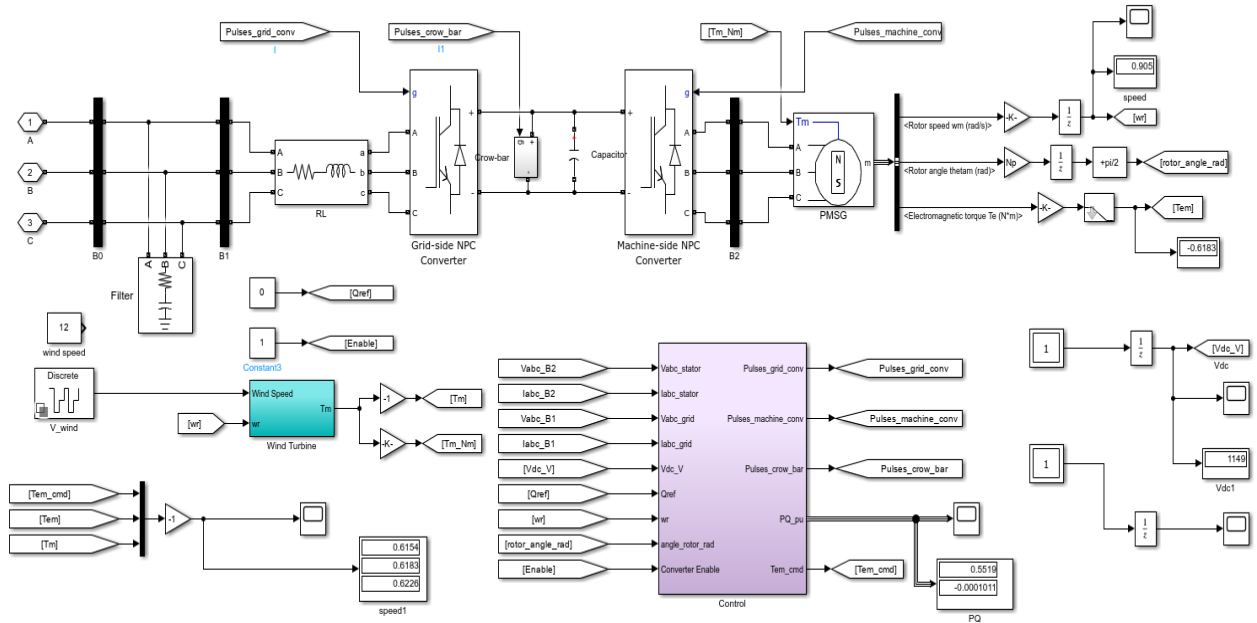 Pulses_grid_conv
I
Pulses_crow_bar
I1
[Tm_Nm]
Pulses_machine_conv
0.905
speed
[wr]
<Rotor speed wm (rad/s)>
-K-
1
z
1
A
2
B
3
C
B0
B1
A
B
C
a
b
c
RL
g
A
B
C
+
-
Grid-side NPC
Converter
Crow-bar
g
+
-
+
Capacitor
+
-
g
A
B
C
Machine-side NPC
Converter
B2
Tm
A
B
C
N
S
m
PMSG
<Rotor angle thetam (rad)>
Np
1
z
+pi/2
[rotor_angle_rad]
<Electromagnetic torque Te (N*m)>
-K-
[Tem]
-0.6183
A
B
C
Filter
0
[Qref]
1
[Enable]
Constant3
12
wind speed
Discrete
V_wind
[wr]
Wind Speed
wr
Tm
Wind Turbine
-1
[Tm]
-K-
[Tm_Nm]
[Tem_cmd]
[Tem]
[Tm]
-1
0.6154
0.6183
0.6226
speed1
Vabc_B2
Iabc_B2
Vabc_B1
Iabc_B1
[Vdc_V]
[Qref]
[wr]
[rotor_angle_rad]
[Enable]
Vabc_stator
Iabc_stator
Vabc_grid
Iabc_grid
Vdc_V
Qref
wr
angle_rotor_rad
Converter Enable
Pulses_grid_conv
Pulses_machine_conv
Pulses_crow_bar
PQ_pu
Tem_cmd
Control
Pulses_grid_conv
Pulses_machine_conv
Pulses_crow_bar
[Tem_cmd]
0.5519
-0.0001011
PQ
1
1
z
[Vdc_V]
Vdc
1149
Vdc1
1
1
z